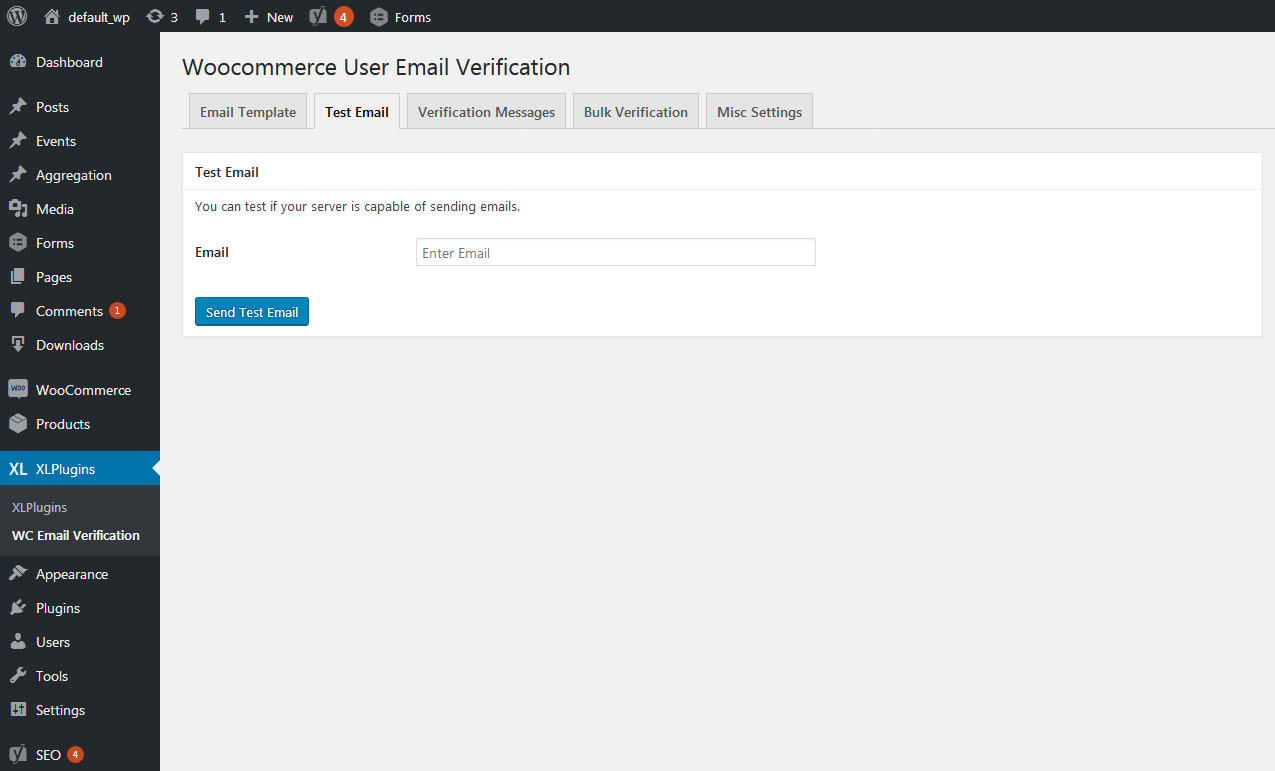 default_wp 3 1 New 4 Forms
Dashboard
Posts
Events
Aggregation
Media
Forms
Pages
Comments 1
Downloads
WOO WooCommerce
Products
XL XLPlugins
XLPlugins
WC Email Verification
Appearance
Plugins
Users
Tools
Settings
SEO 4
Woocommerce User Email Verification
Email Template Test Email Verification Messages Bulk Verification Misc Settings
Test Email
You can test if your server is capable of sending emails.
Email Enter Email
Send Test Email